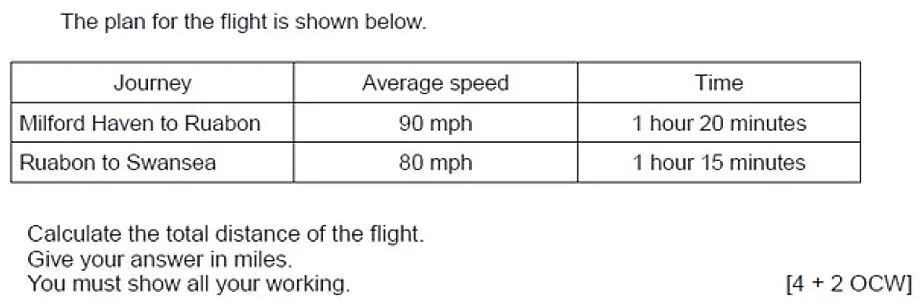 The plan for the flight is shown below.
Journey Average speed Time
Milford Haven to Ruabon 90 mph 1 hour 20 minutes
Ruabon to Swansea 80 mph 1 hour 15 minutes
Calculate the total distance of the flight.
Give your answer in miles.
You must show all your working. [4 + 2 OCW]